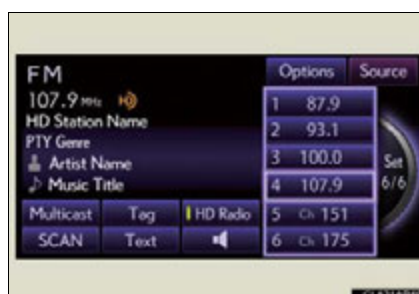 FM
Options Source
107.9 MHz HD
HD Station Name
PTY Genre
Artist Name
Music Title
1 87.9
2 93.1
3 100.0
4 107.9
5 Ch 151
6 Ch 175
Set
6/6
Multicast Tag HD Radio
SCAN Text